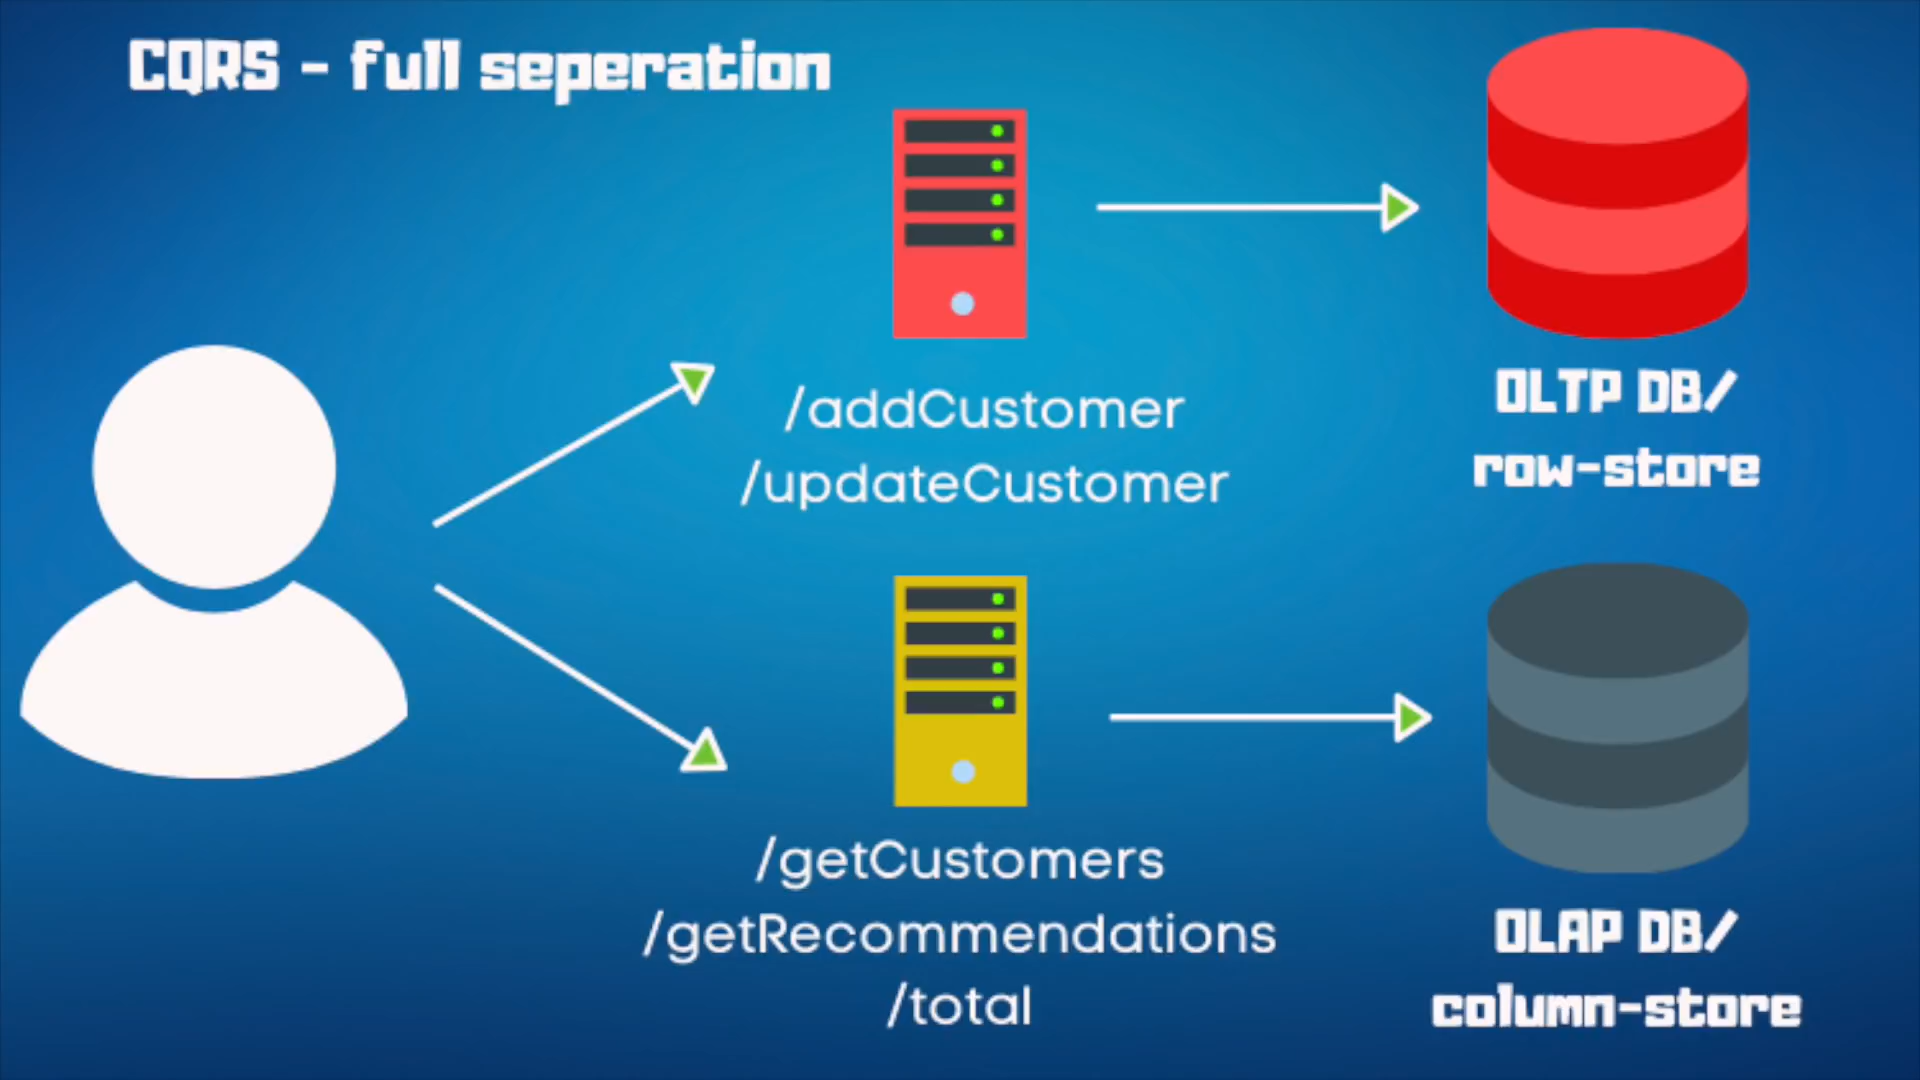 CQRS - full seperation
/addCustomer
/updateCustomer
OLTP DB/
row-store
/getCustomers
/getRecommendations
/total
OLAP DB/
column-store